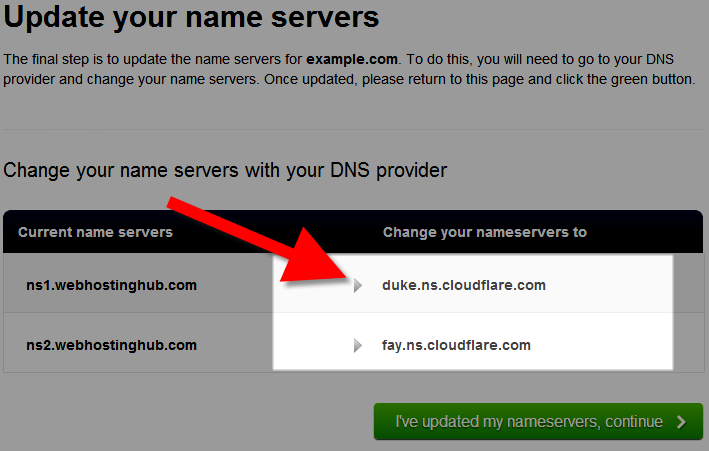 Update your name servers
The final step is to update the name servers for example.com. To do this, you will need to go to your DNS
provider and change your name servers. Once updated, please return to this page and click the green button.
Change your name servers with your DNS provider
Current name servers Change your nameservers to
ns1.webhostinghub.com duke.ns.cloudflare.com
ns2.webhostinghub.com fay.ns.cloudflare.com
I've updated my nameservers, continue